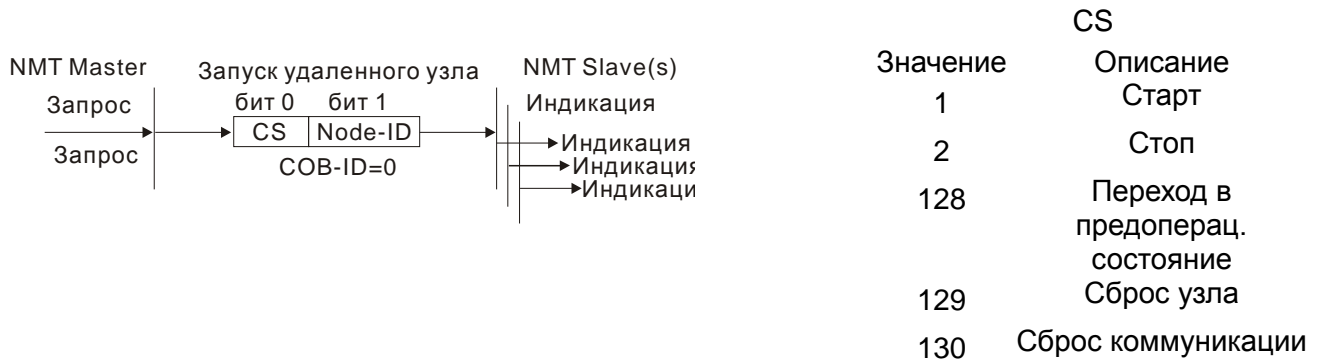 NMT Master
Запуск удаленного узла
NMT Slave(s)
Запрос
бит 0 бит 1
Индикация
CS Node-ID
Запрос
COB-ID=0
Индикация
Индикация
Индикаци
CS
Значение Описание
1 Старт
2 Стоп
128 Переход в
предоперац.
состояние
129 Сброс узла
130 Сброс коммуникации